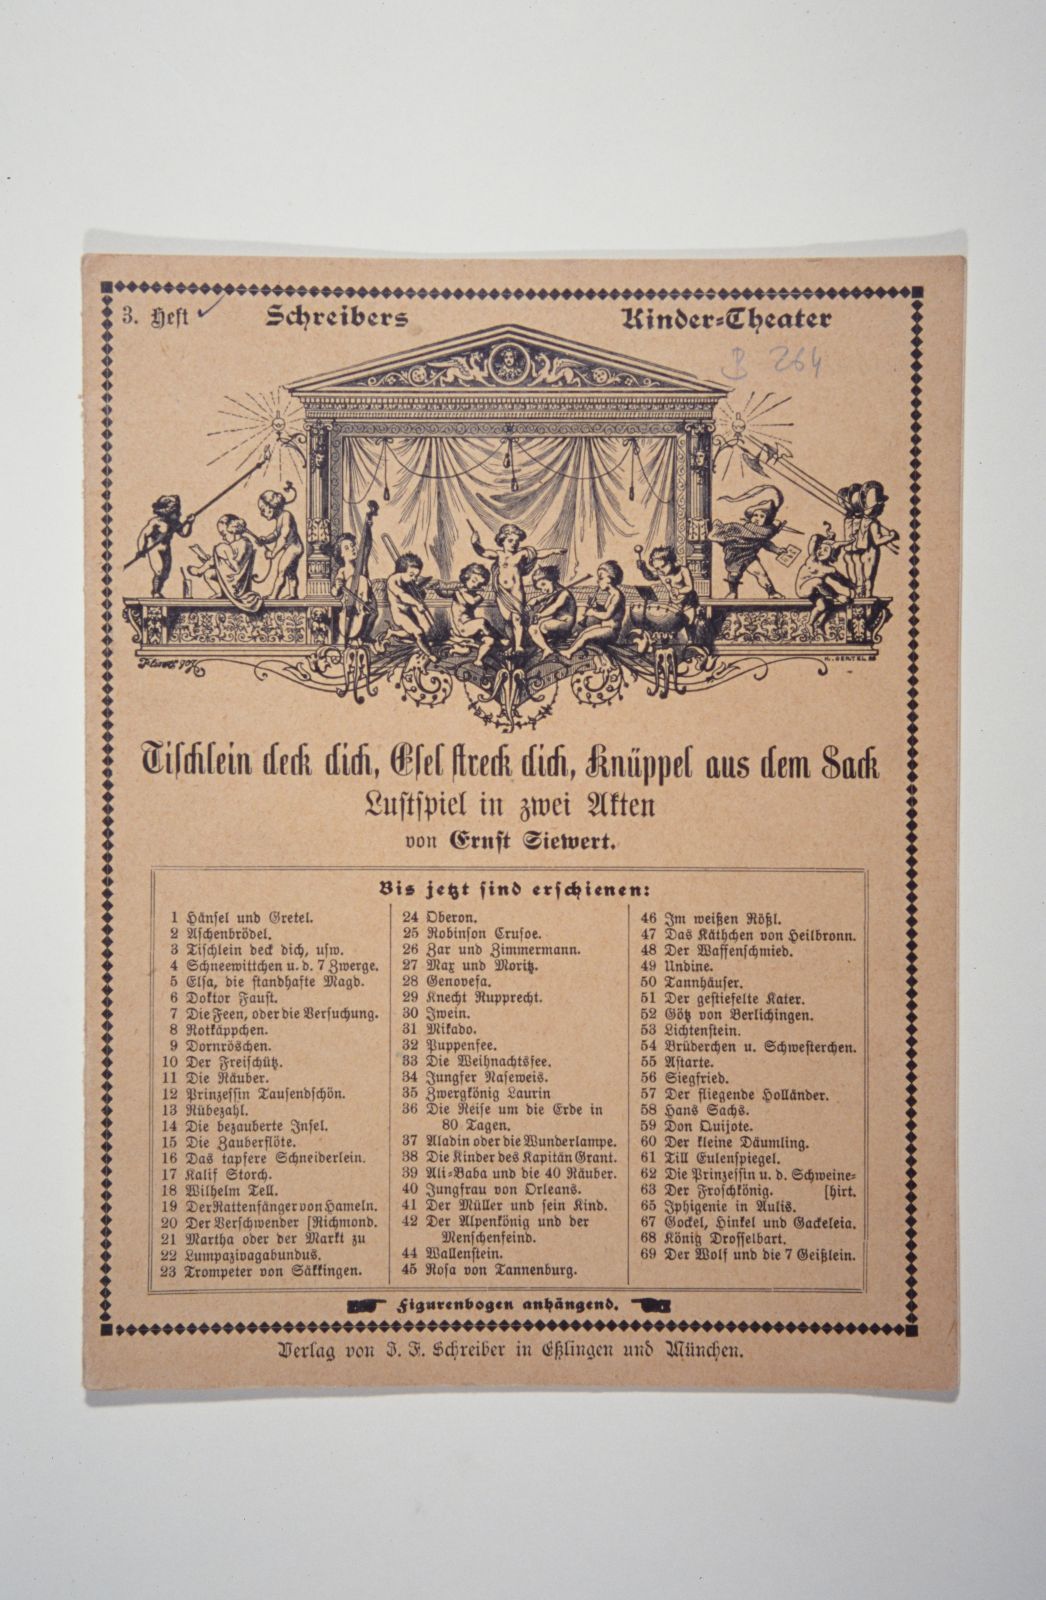 3. Heft
Schreibers Kinder=Theater
B 264
Tischlein deck dich, Esel streck dich, Knüppel aus dem Sack
Lustspiel in zwei Akten
von Ernst Siewert.
Bis jetzt sind erschienen:
1 Hänsel und Gretel.
2 Aschenbrödel.
3 Tischlein deck dich, usw.
4 Schneewittchen u. d. 7 Zwerge.
5 Elsa, die standhafte Magd.
6 Doktor Faust.
7 Die Feen, oder die Versuchung.
8 Rotkäppchen.
9 Dornröschen.
10 Der Freischütz.
11 Die Räuber.
12 Prinzessin Tausendschön.
13 Rübezahl.
14 Die bezauberte Insel.
15 Die Zauberflöte.
16 Das tapfere Schneiderlein.
17 Kalif Storch.
18 Wilhelm Tell.
19 Der Rattenfänger von Hameln.
20 Der Verschwender [Richmond.
21 Martha oder der Markt zu
22 Lumpazivagabundus.
23 Trompeter von Säkkingen.
24 Oberon.
25 Robinson Crusoe.
26 Zar und Zimmermann.
27 Max und Moritz.
28 Genovefa.
29 Knecht Rupprecht.
30 Iwein.
31 Mikado.
32 Puppenfee.
33 Die Weihnachtsfee.
34 Jungfer Naseweis.
35 Zwergkönig Laurin
36 Die Reise um die Erde in
80 Tagen.
37 Aladin oder die Wunderlampe.
38 Die Kinder des Kapitän Grant.
39 Ali=Baba und die 40 Räuber.
40 Jungfrau von Orleans.
41 Der Müller und sein Kind.
42 Der Alpenkönig und der
Menschenfeind.
44 Wallenstein.
45 Rosa von Tannenburg.
46 Im weißen Rößl.
47 Das Käthchen von Heilbronn.
48 Der Waffenschmied.
49 Undine.
50 Tannhäuser.
51 Der gestiefelte Kater.
52 Götz von Berlichingen.
53 Lichtenstein.
54 Brüderchen u. Schwesterchen.
55 Astarte.
56 Siegfried.
57 Der fliegende Holländer.
58 Hans Sachs.
59 Don Quijote.
60 Der kleine Däumling.
61 Till Eulenspiegel.
62 Die Prinzessin u. d. Schweine=
63 Der Froschkönig. [hirt.
65 Iphigenie in Aulis.
67 Gockel, Hinkel und Gackeleia.
68 König Drosselbart.
69 Der Wolf und die 7 Geißlein.
Figurenbogen anhängend.
Verlag von J. F. Schreiber in Eßlingen und München.